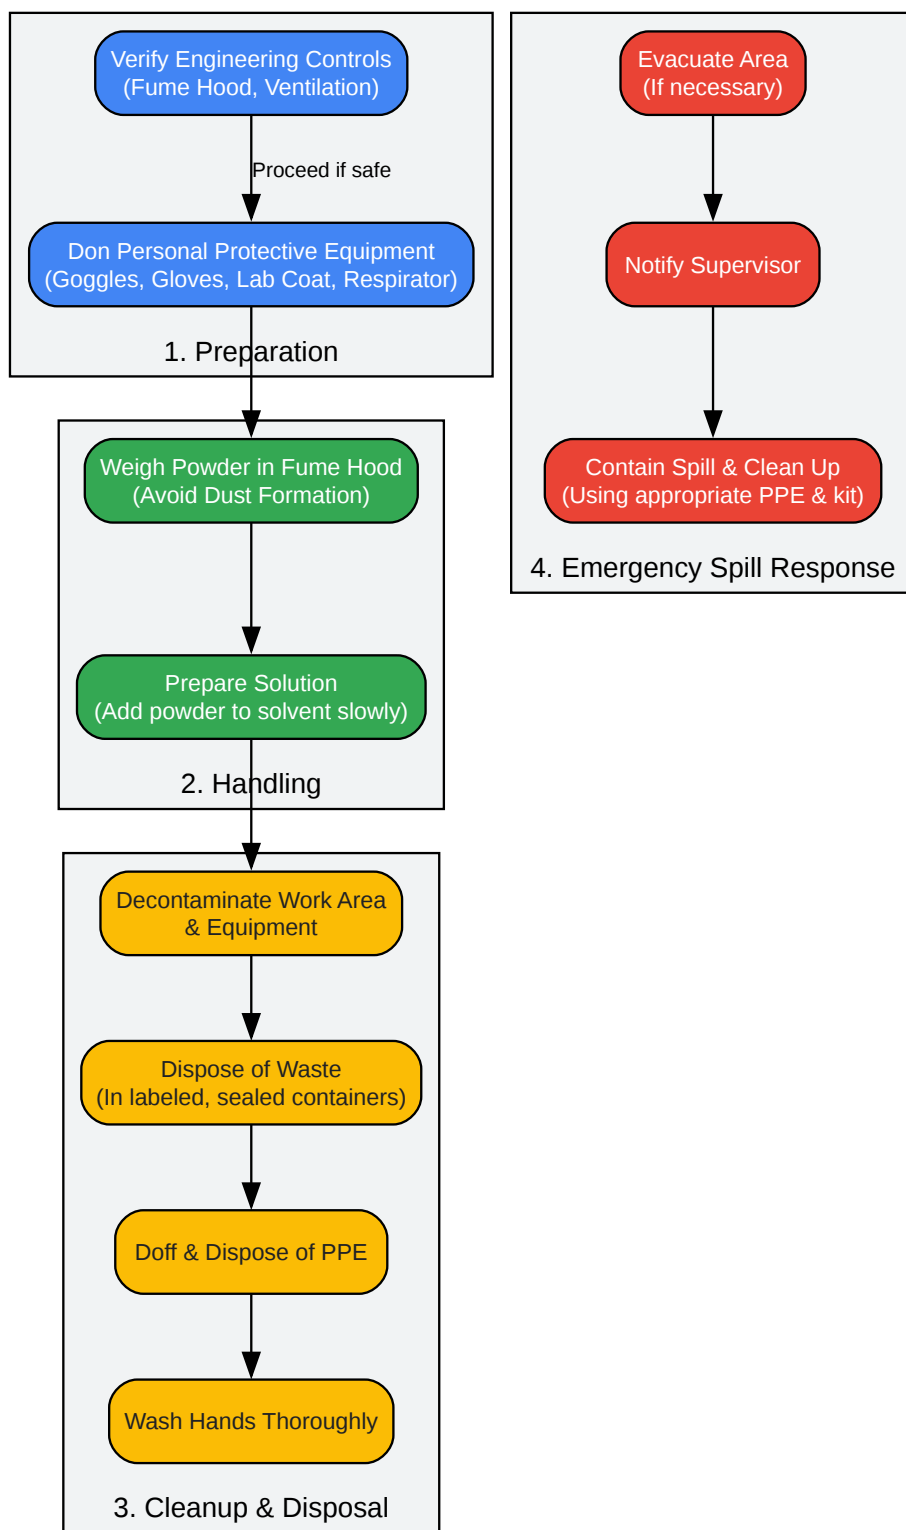 Verify Engineering Controls
(Fume Hood, Ventilation)
Proceed if safe
Don Personal Protective Equipment
(Goggles, Gloves, Lab Coat, Respirator)
1. Preparation
Weigh Powder in Fume Hood
(Avoid Dust Formation)
Prepare Solution
(Add powder to solvent slowly)
2. Handling
Decontaminate Work Area
& Equipment
Dispose of Waste
(In labeled, sealed containers)
Doff & Dispose of PPE
Wash Hands Thoroughly
3. Cleanup & Disposal
Evacuate Area
(If necessary)
Notify Supervisor
Contain Spill & Clean Up
(Using appropriate PPE & kit)
4. Emergency Spill Response